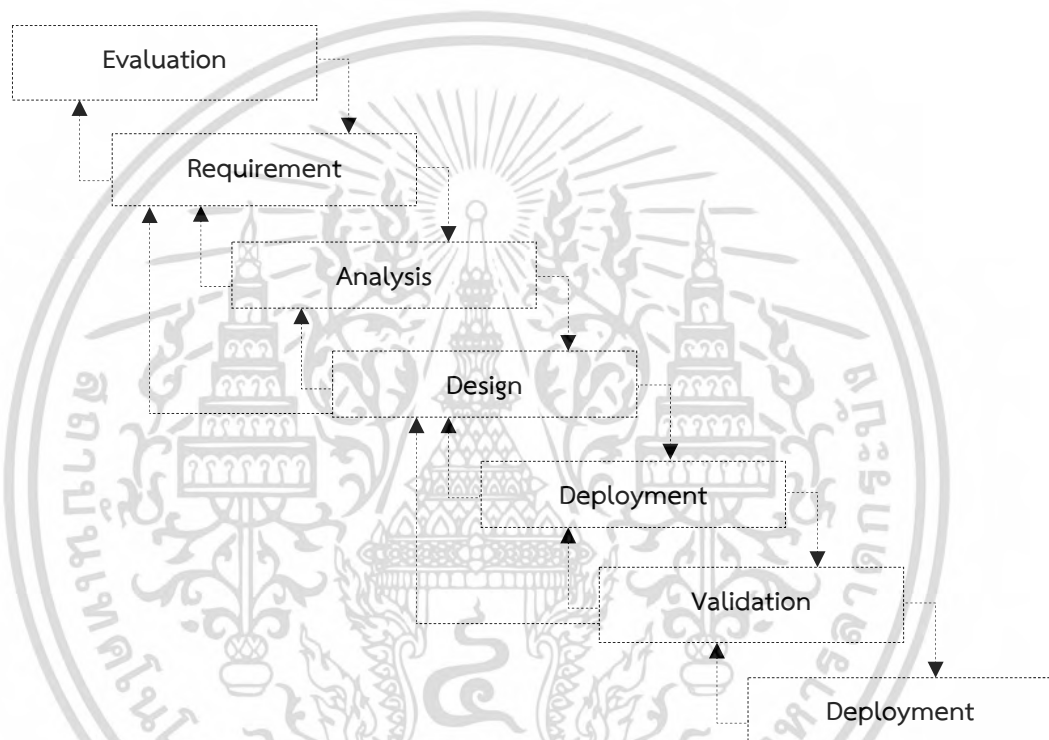 Evaluation
Requirement
Analysis
Design
Deployment
Validation
Deployment